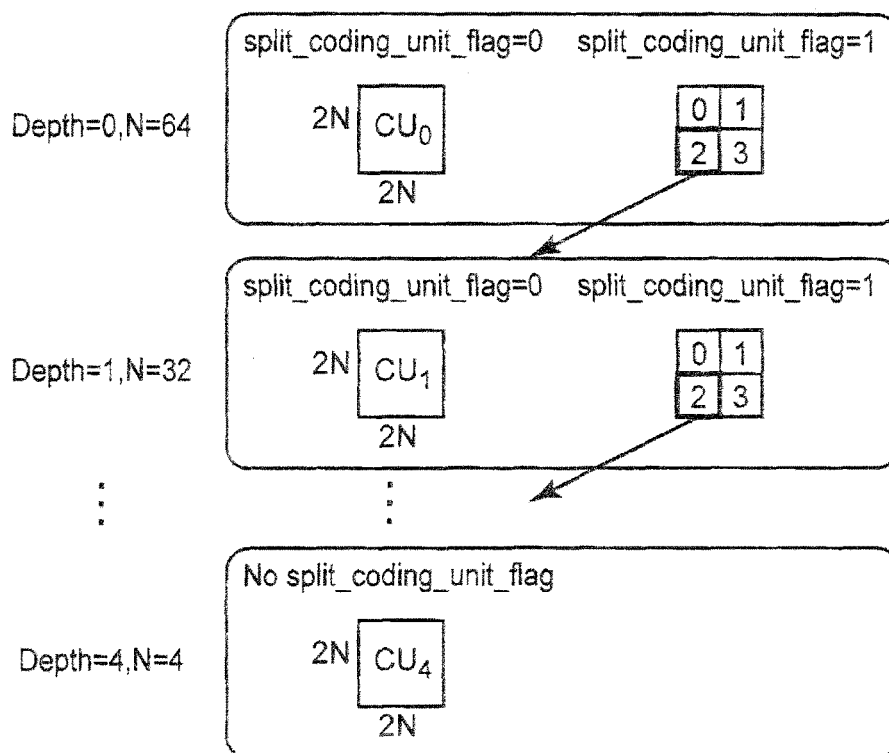 split_coding_unit_flag=0 split_coding_unit_flag=1
Depth=0,N=64
2N
CU0
2N
0 1
2 3
split_coding_unit_flag=0 split_coding_unit_flag=1
Depth=1,N=32
2N
CU1
2N
0 1
2 3
No split_coding_unit_flag
Depth=4,N=4
2N
CU4
2N